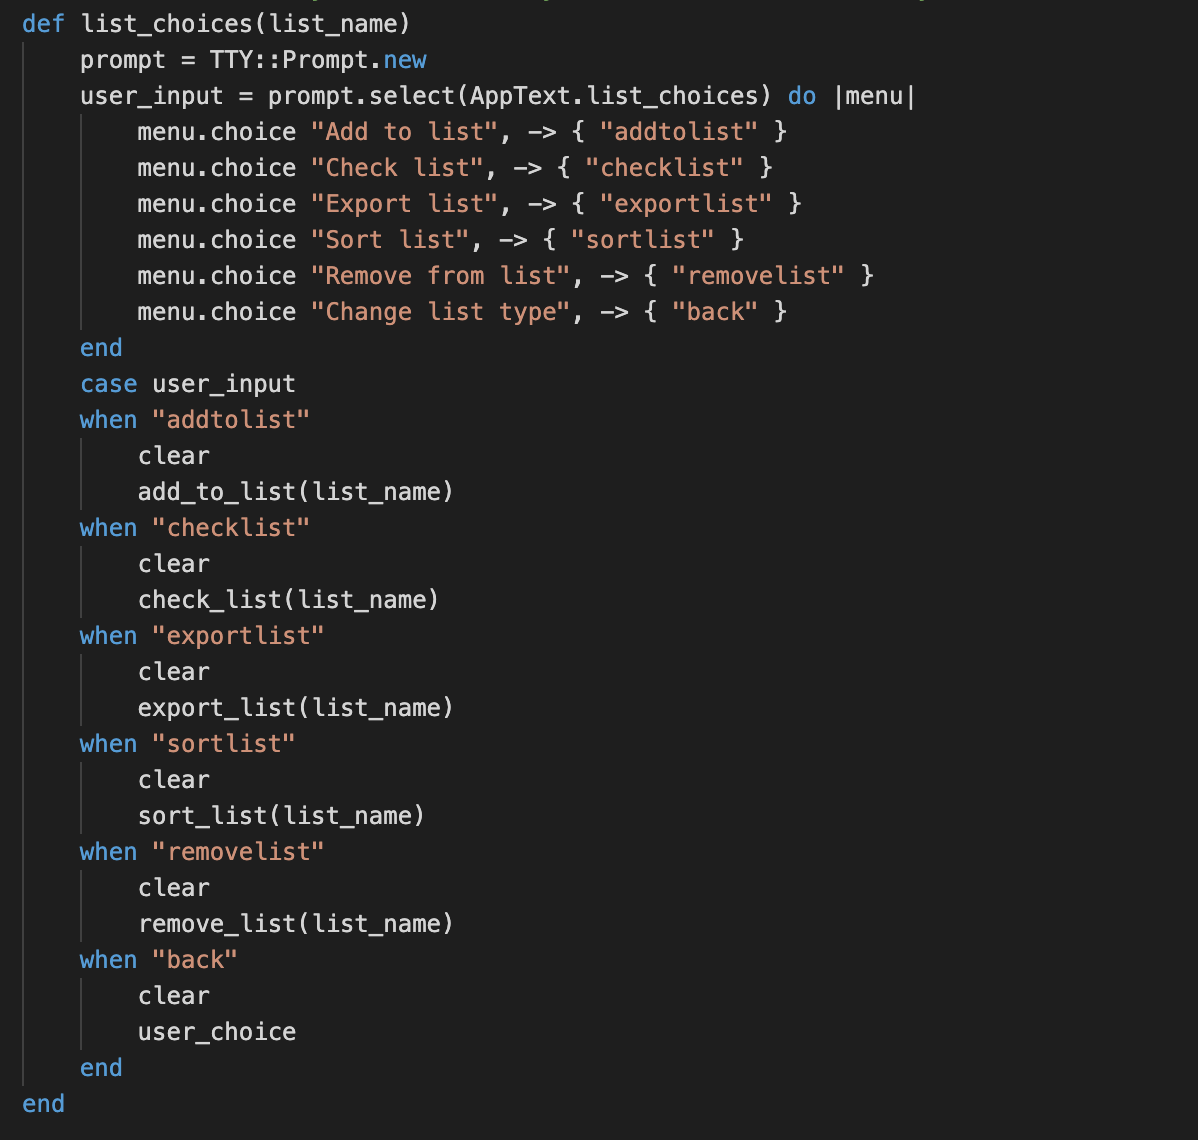 def list_choices(list_name)
    prompt = TTY::Prompt.new
    user_input = prompt.select(AppText.list_choices) do |menu|
        menu.choice "Add to list", -> { "addtolist" }
        menu.choice "Check list", -> { "checklist" }
        menu.choice "Export list", -> { "exportlist" }
        menu.choice "Sort list", -> { "sortlist" }
        menu.choice "Remove from list", -> { "removelist" }
        menu.choice "Change list type", -> { "back" }
    end
    case user_input
    when "addtolist"
        clear
        add_to_list(list_name)
    when "checklist"
        clear
        check_list(list_name)
    when "exportlist"
        clear
        export_list(list_name)
    when "sortlist"
        clear
        sort_list(list_name)
    when "removelist"
        clear
        remove_list(list_name)
    when "back"
        clear
        user_choice
    end
end